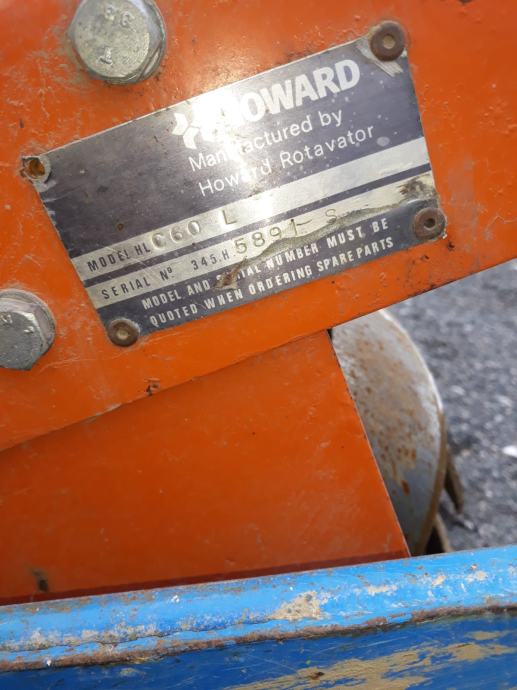 HOWARD
Manufactured by
Howard Rotavator
MODEL HL C60 L
SERIAL Nº 345.H 5891 S
MODEL AND SERIAL NUMBER MUST BE
QUOTED WHEN ORDERING SPARE PARTS